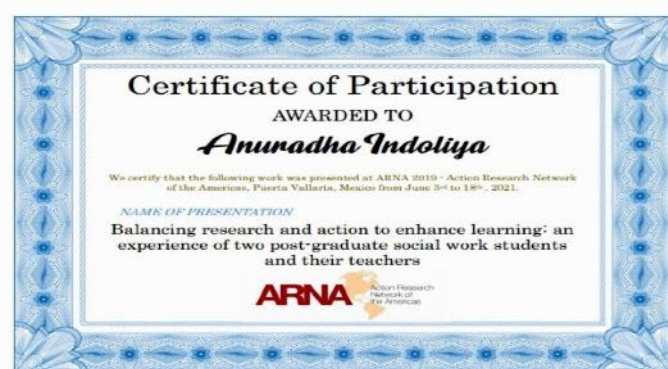 Certificate of Participation
AWARDED TO
Anuradha Indoliya
We certify that the following work was presented at ARNA 2019 - Action Research Network
of the Americas, Puerta Vallarta, Mexico from June 3rd to 18th, 2021.
NAME OF PRESENTATION
Balancing research and action to enhance learning: an
experience of two post-graduate social work students
and their teachers
ARNA
Action Research
Network of
the Americas